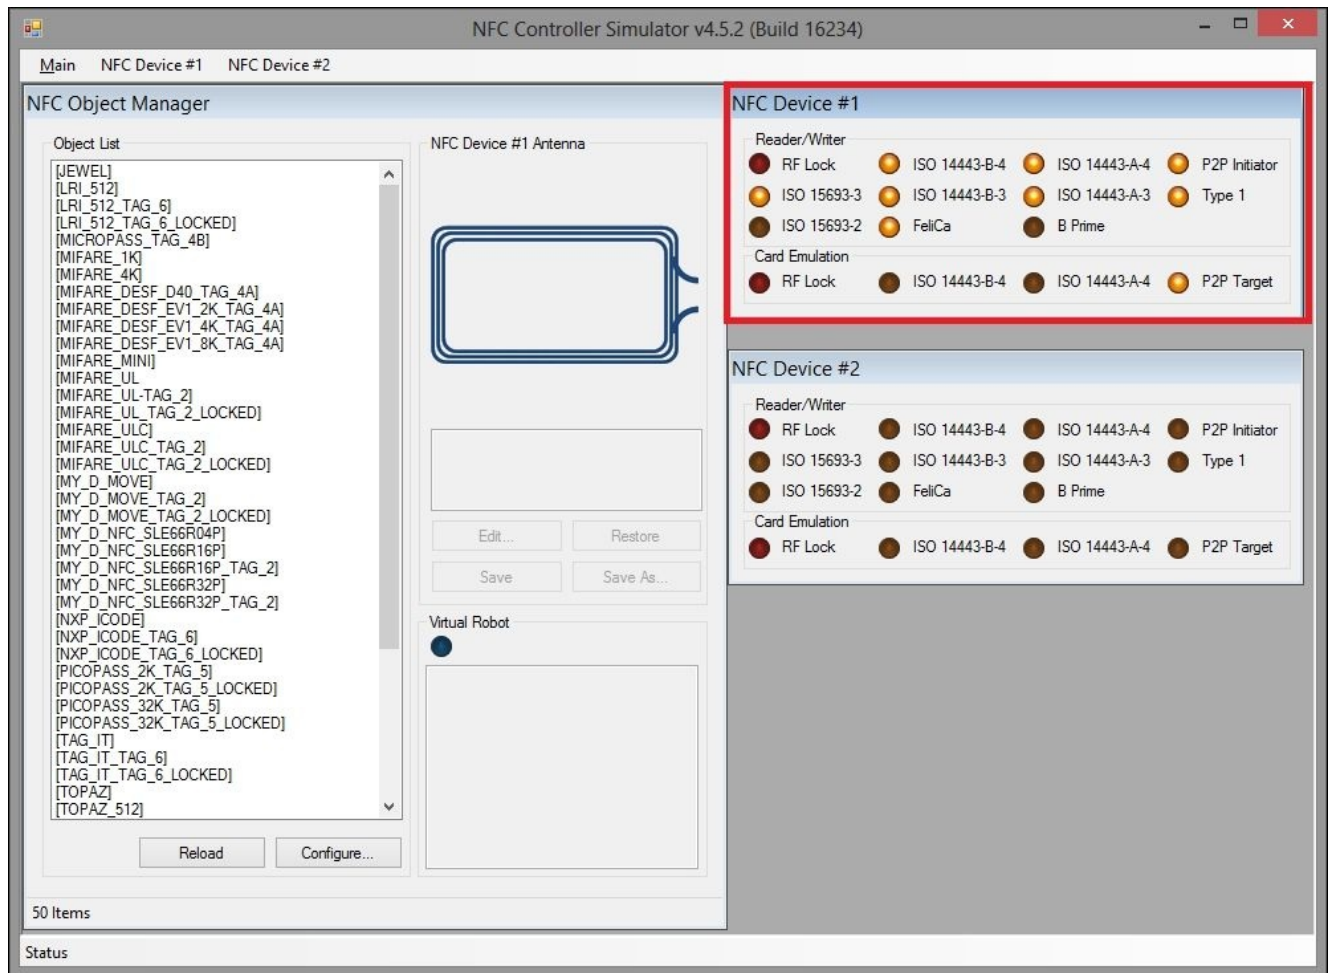 NFC Controller Simulator v4.5.2 (Build 16234)
Main NFC Device #1 NFC Device #2
NFC Object Manager
Object List
[JEWEL]
[LRI_512]
[LRI_512_TAG_6]
[LRI_512_TAG_6_LOCKED]
[MICROPASS_TAG_4B]
[MIFARE_1K]
[MIFARE_4K]
[MIFARE_DESF_D40_TAG_4A]
[MIFARE_DESF_EV1_2K_TAG_4A]
[MIFARE_DESF_EV1_4K_TAG_4A]
[MIFARE_DESF_EV1_8K_TAG_4A]
[MIFARE_MINI]
[MIFARE_UL
[MIFARE_UL-TAG_2]
[MIFARE_UL_TAG_2_LOCKED]
[MIFARE_ULC]
[MIFARE_ULC_TAG_2]
[MIFARE_ULC_TAG_2_LOCKED]
[MY_D_MOVE]
[MY_D_MOVE_TAG_2]
[MY_D_MOVE_TAG_2_LOCKED]
[MY_D_NFC_SLE66R04P]
[MY_D_NFC_SLE66R16P]
[MY_D_NFC_SLE66R16P_TAG_2]
[MY_D_NFC_SLE66R32P]
[MY_D_NFC_SLE66R32P_TAG_2]
[NXP_ICODE]
[NXP_ICODE_TAG_6]
[NXP_ICODE_TAG_6_LOCKED]
[PICOPASS_2K_TAG_5]
[PICOPASS_2K_TAG_5_LOCKED]
[PICOPASS_32K_TAG_5]
[PICOPASS_32K_TAG_5_LOCKED]
[TAG_IT]
[TAG_IT_TAG_6]
[TAG_IT_TAG_6_LOCKED]
[TOPAZ]
[TOPAZ_512]
Reload Configure...
50 Items
NFC Device #1 Antenna
Edit... Restore
Save Save As...
Virtual Robot
NFC Device #1
Reader/Writer
RF Lock ISO 14443-B-4 ISO 14443-A-4 P2P Initiator
ISO 15693-3 ISO 14443-B-3 ISO 14443-A-3 Type 1
ISO 15693-2 FeliCa B Prime
Card Emulation
RF Lock ISO 14443-B-4 ISO 14443-A-4 P2P Target
NFC Device #2
Reader/Writer
RF Lock ISO 14443-B-4 ISO 14443-A-4 P2P Initiator
ISO 15693-3 ISO 14443-B-3 ISO 14443-A-3 Type 1
ISO 15693-2 FeliCa B Prime
Card Emulation
RF Lock ISO 14443-B-4 ISO 14443-A-4 P2P Target
Status